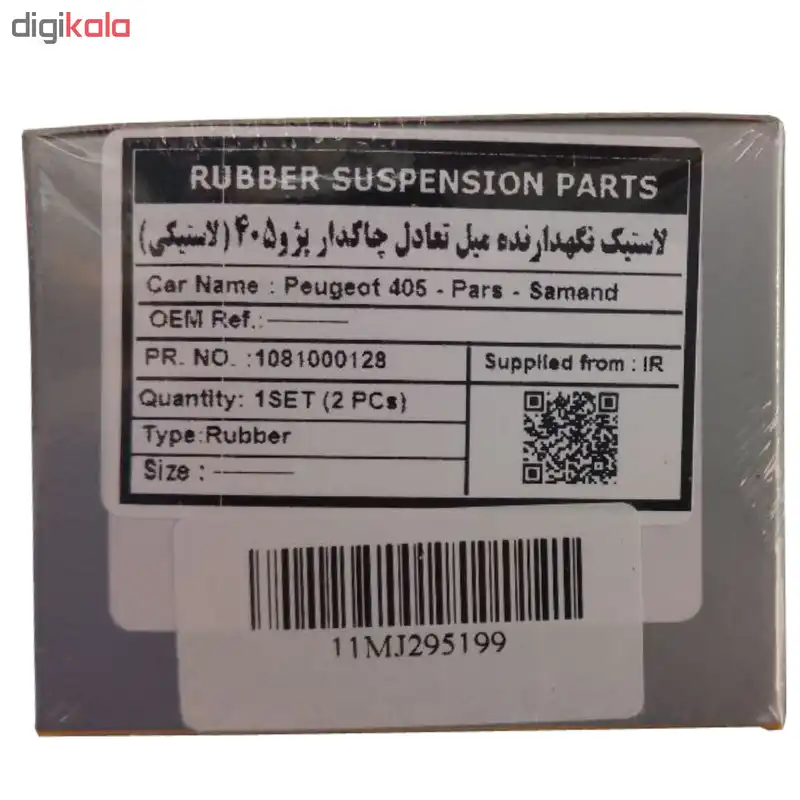 digikala
RUBBER SUSPENSION PARTS
لاستیک نگهدارنده میل تعادل چاکدار پژو۴۰۵ (لاستیکی)
Car Name : Peugeot 405 - Pars - Samand
OEM Ref.:
PR. NO. :1081000128
Supplied from : IR
Quantity: 1SET (2 PCs)
Type:Rubber
Size :
11MJ295199